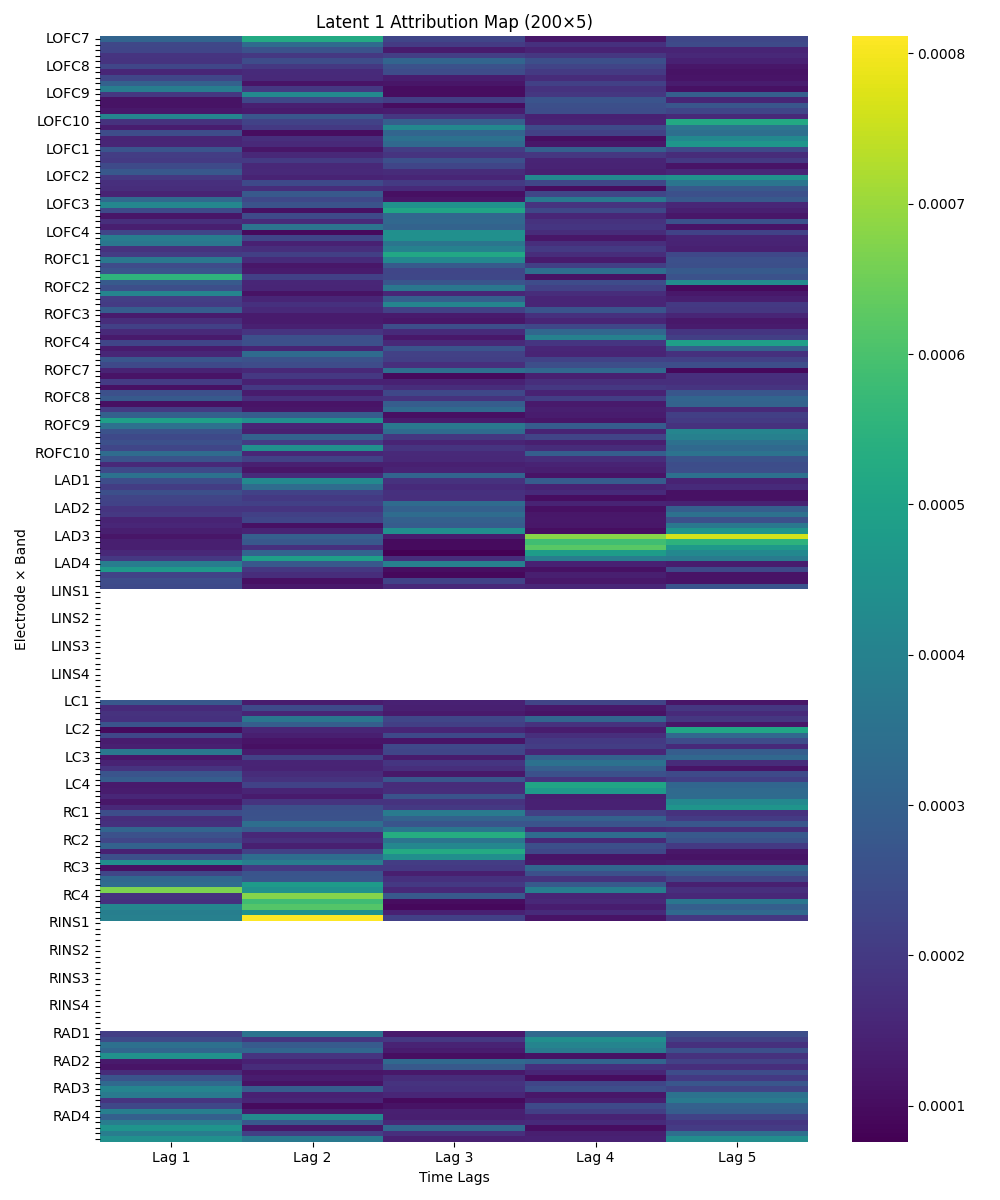 Latent 1 Attribution Map (200×5)
LOFC7
LOFC8
LOFC9
LOFC10
LOFC1
LOFC2
LOFC3
LOFC4
ROFC1
ROFC2
ROFC3
ROFC4
ROFC7
ROFC8
ROFC9
ROFC10
LAD1
LAD2
LAD3
LAD4
LINS1
LINS2
LINS3
LINS4
LC1
LC2
LC3
LC4
RC1
RC2
RC3
RC4
RINS1
RINS2
RINS3
RINS4
RAD1
RAD2
RAD3
RAD4
Electrode × Band
Lag 1 Lag 2 Lag 3 Lag 4 Lag 5
Time Lags
0.0008
0.0007
0.0006
0.0005
0.0004
0.0003
0.0002
0.0001